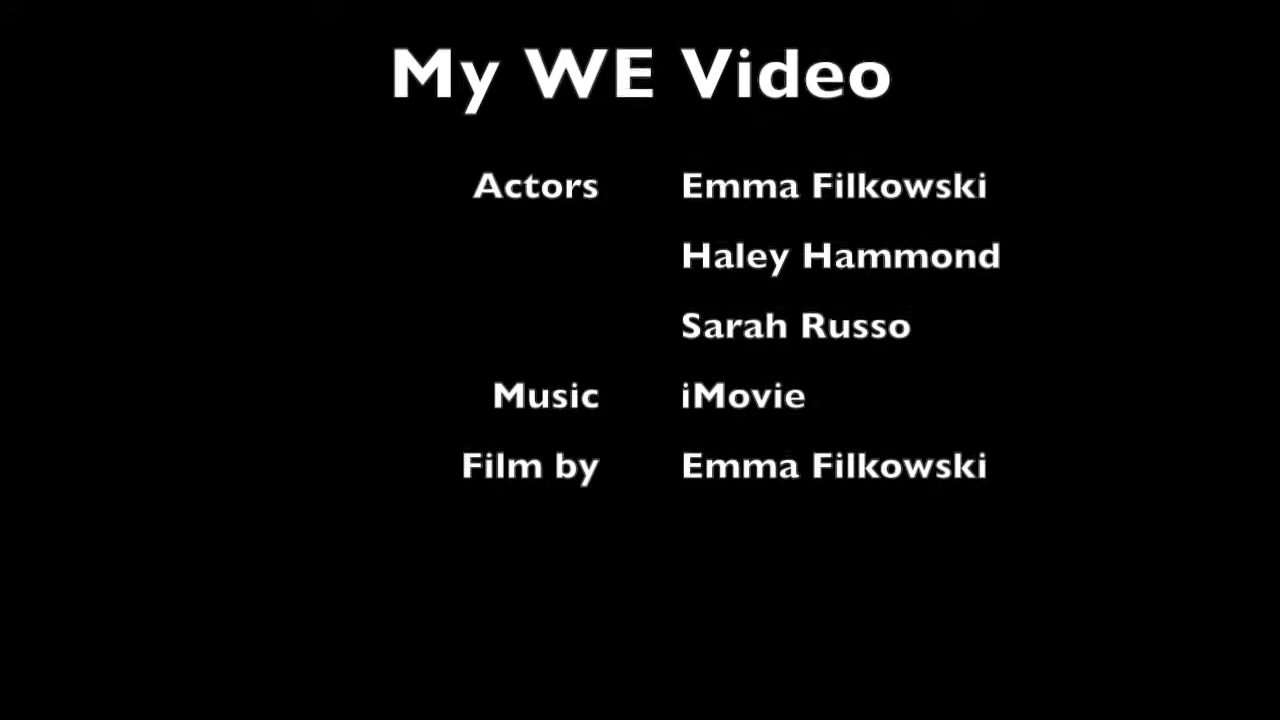 My WE Video
Actors Emma Filkowski
Haley Hammond
Sarah Russo
Music iMovie
Film by Emma Filkowski